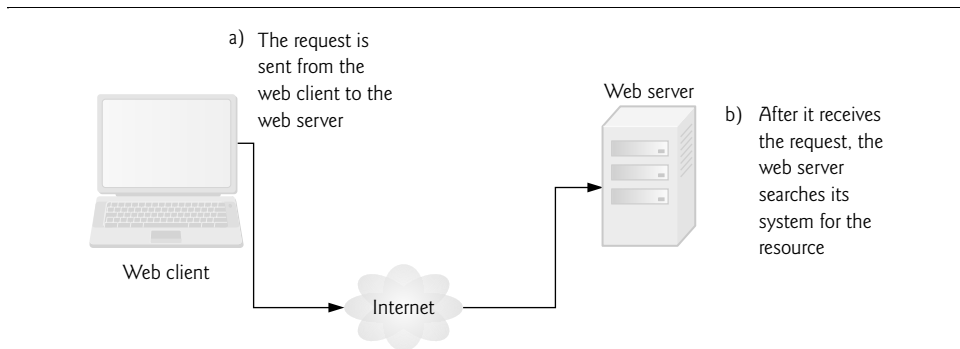 a) The request is
sent from the
web client to the
web server
Web server
b) After it receives
the request, the
web server
searches its
system for the
resource
Web client
Internet